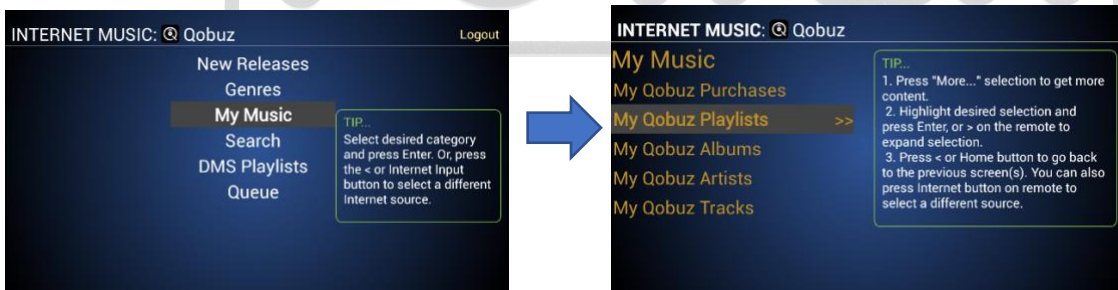 INTERNET MUSIC: Qobuz
Logout
New Releases
Genres
My Music
Search
DMS Playlists
Queue
TIP...
Select desired category
and press Enter. Or, press
the < or Internet Input
button to select a different
Internet source.
INTERNET MUSIC: Qobuz
My Music
My Qobuz Purchases
My Qobuz Playlists >>
My Qobuz Albums
My Qobuz Artists
My Qobuz Tracks
TIP...
1. Press "More..." selection to get more
content.
2. Highlight desired selection and
press Enter, or > on the remote to
expand selection.
3. Press < or Home button to go back
to the previous screen(s). You can also
press Internet button on remote to
select a different source.